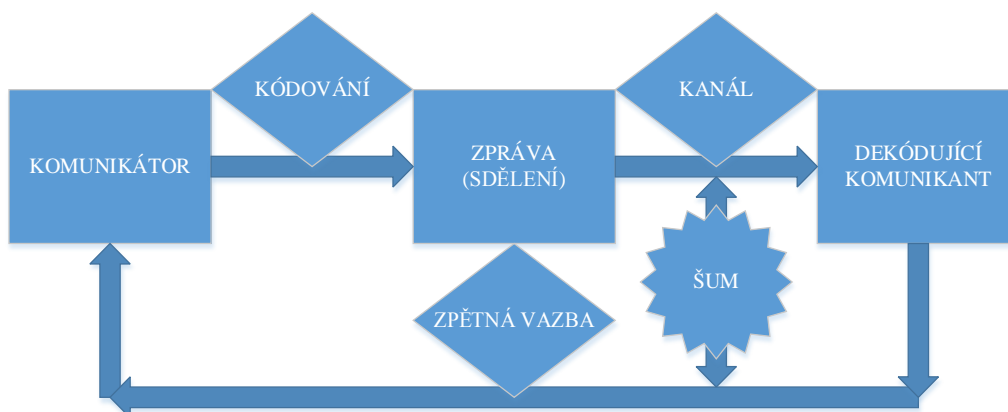 KÓDOVÁNÍ
KANÁL
KOMUNIKÁTOR
ZPRÁVA
(SDĚLENÍ)
DEKÓDUJÍCÍ
KOMUNIKANT
ŠUM
ZPĚTNÁ VAZBA